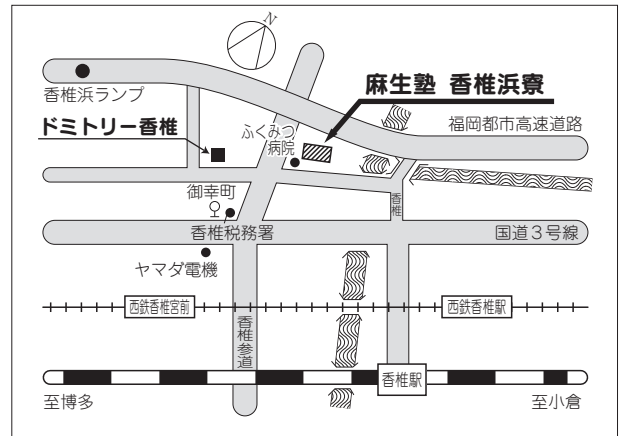 N
香椎浜ランプ
麻生塾 香椎浜寮
福岡都市高速道路
ドミトリー香椎
ふくみつ
病院
御幸町
香椎
香椎税務署
国道3号線
ヤマダ電機
西鉄香椎宮前
西鉄香椎駅
香椎参道
香椎駅
至博多
至小倉